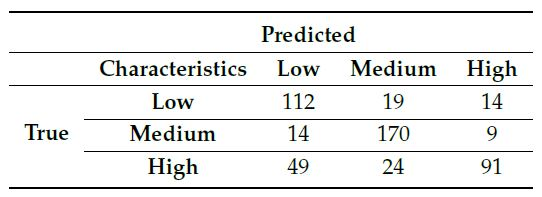 Predicted
Characteristics Low Medium High
Low 112 19 14
True Medium 14 170 9
High 49 24 91